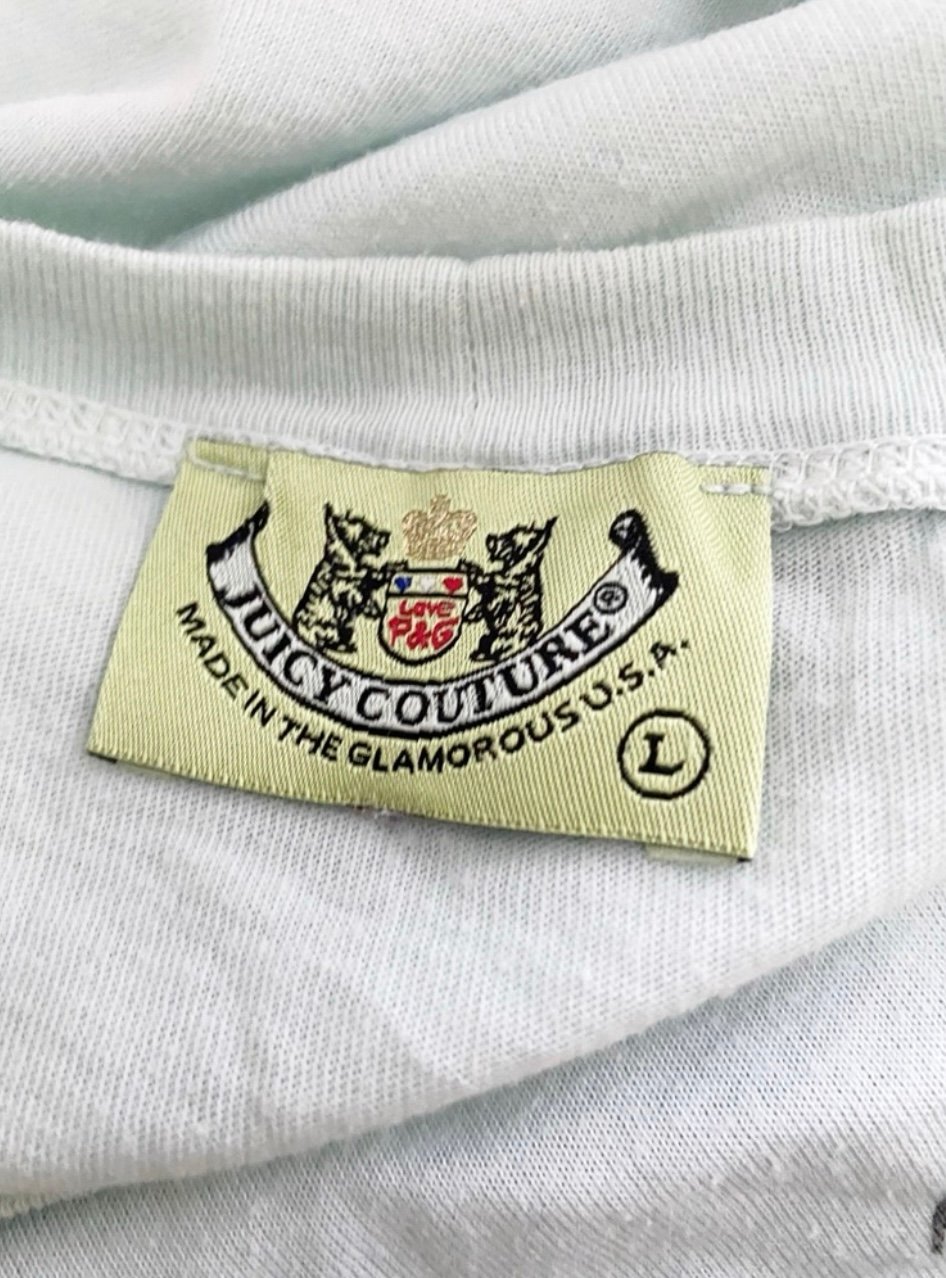 Love
P&G
JUICY COUTURE®
MADE IN THE GLAMOROUS U.S.A.
L